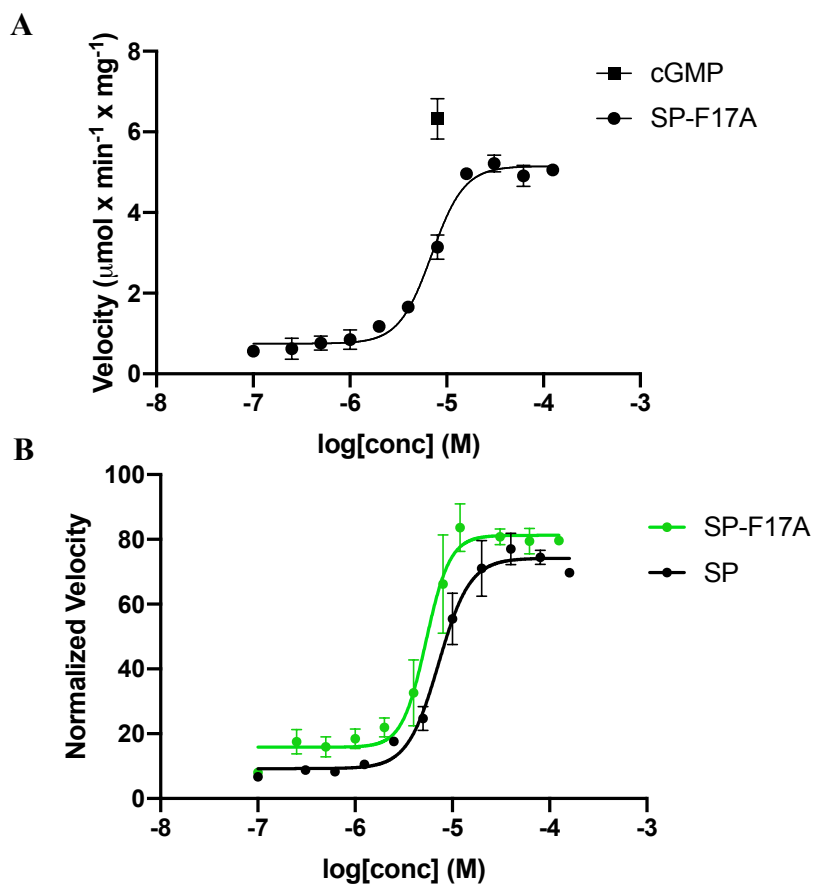 A
Velocity (μmol x min⁻¹ x mg⁻¹)
8
6
4
2
0
-8 -7 -6 -5 -4 -3
log[conc] (M)
cGMP
SP-F17A
B
Normalized Velocity
100
80
60
40
20
0
-8 -7 -6 -5 -4 -3
log[conc] (M)
SP-F17A
SP